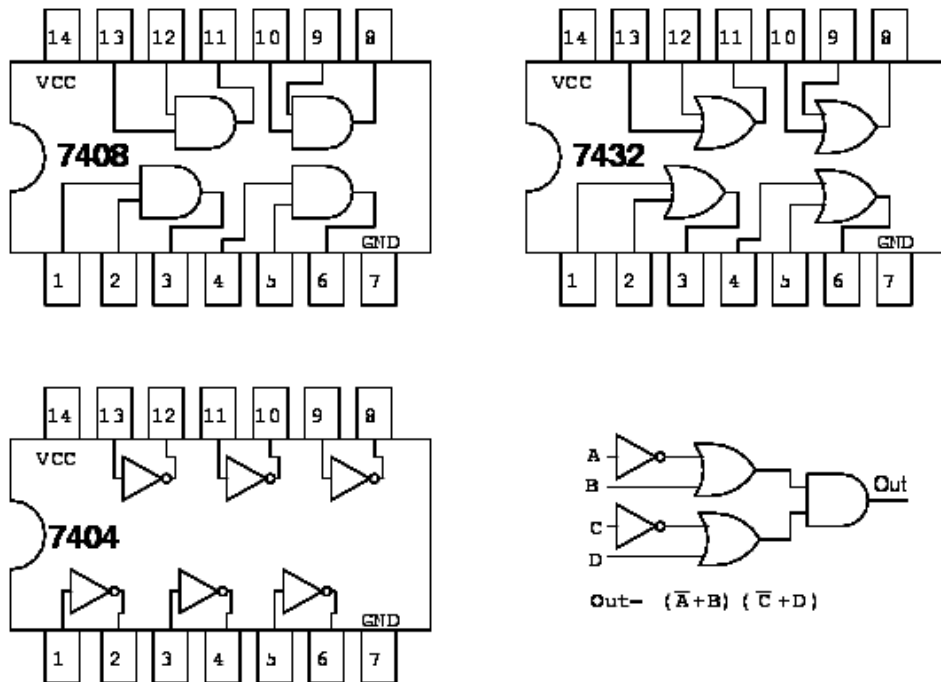 14 13 12 11 10 9 8
VCC
7408
GND
1 2 3 4 5 6 7
14 13 12 11 10 9 8
VCC
7432
GND
1 2 3 4 5 6 7
14 13 12 11 10 9 8
VCC
7404
GND
1 2 3 4 5 6 7
A
B
Out
C
D
Out= (A̅+B) (C̅+D)